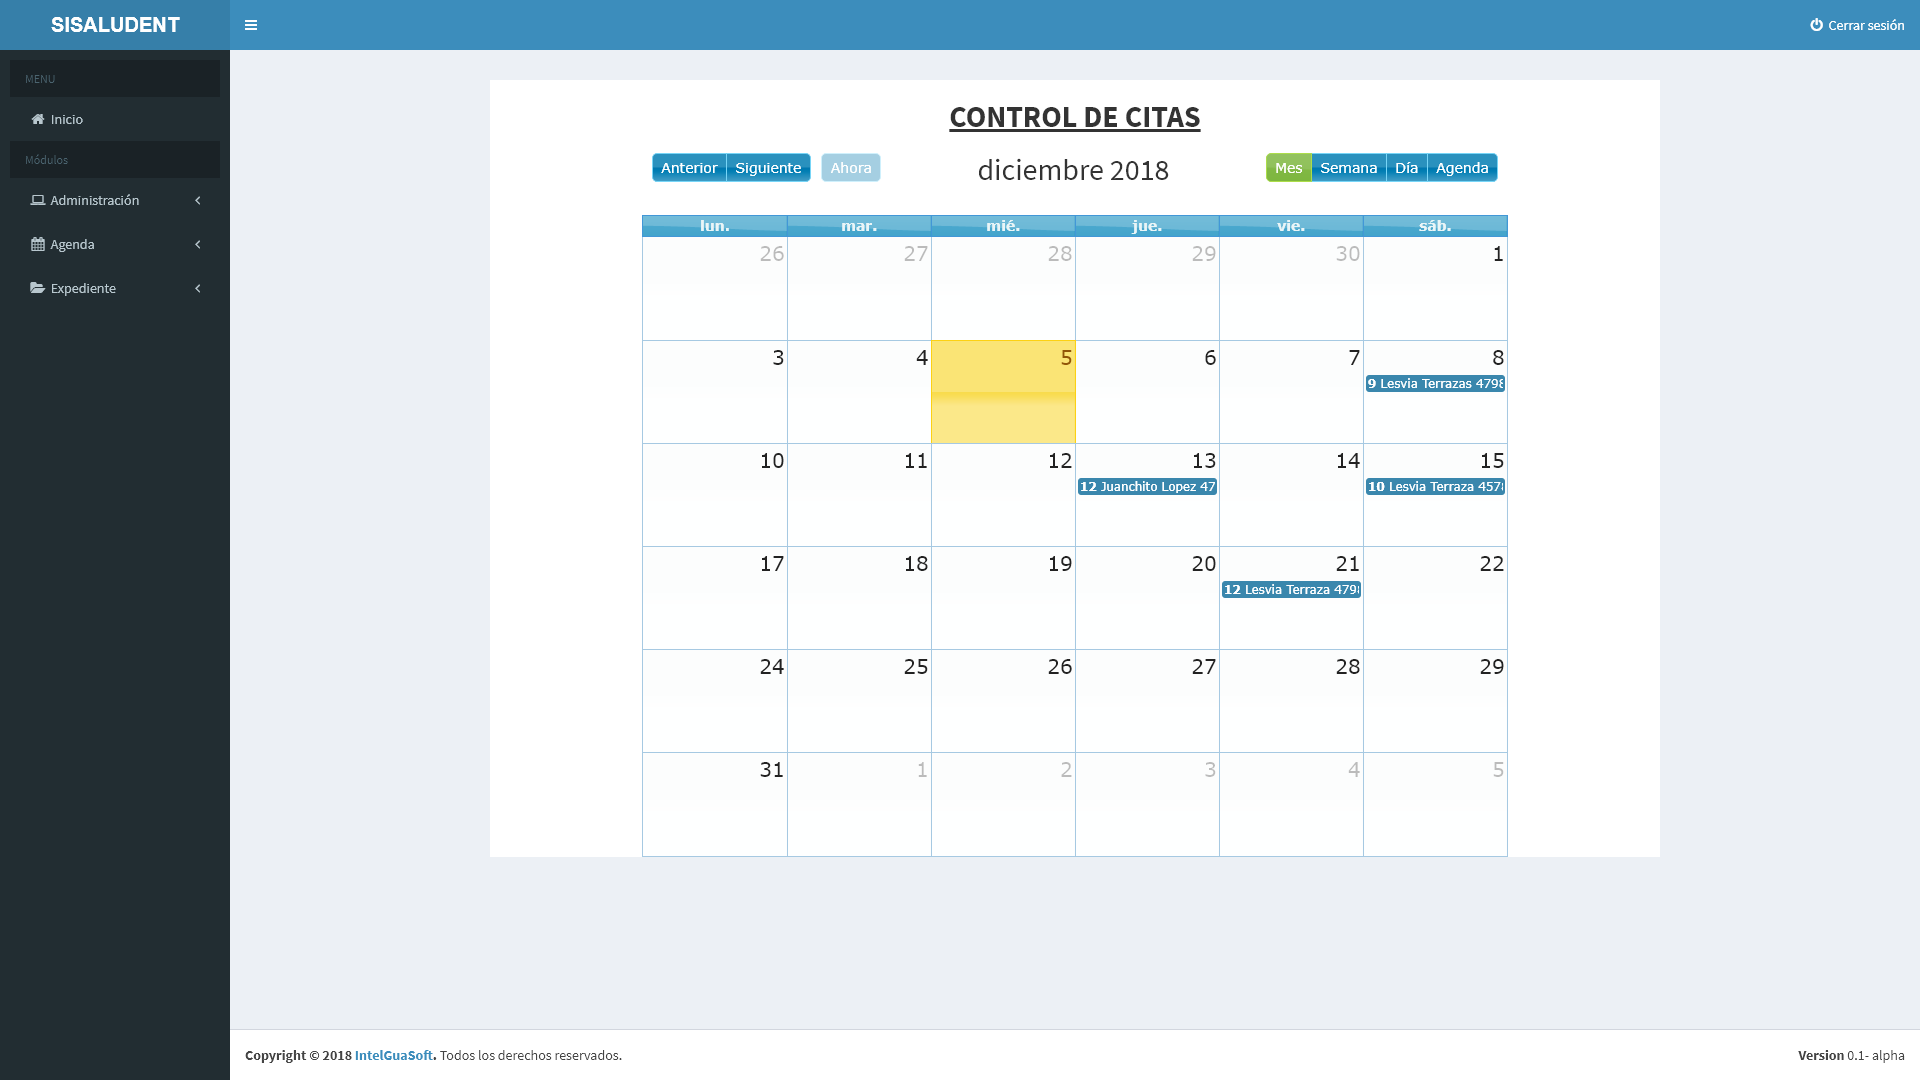 SISALUDENT
Cerrar sesión
MENU
Inicio
Módulos
Administración
Agenda
Expediente
CONTROL DE CITAS
Anterior Siguiente Ahora
diciembre 2018
Mes Semana Día Agenda
lun. mar. mié. jue. vie. sáb.
26 27 28 29 30 1
3 4 5 6 7 8
9 Lesvia Terrazas 4798
10 11 12 13 14 15
12 Juanchito Lopez 47
10 Lesvia Terraza 457
17 18 19 20 21 22
12 Lesvia Terraza 479
24 25 26 27 28 29
31 1 2 3 4 5
Copyright © 2018 IntelGuaSoft. Todos los derechos reservados.
Version 0.1- alpha